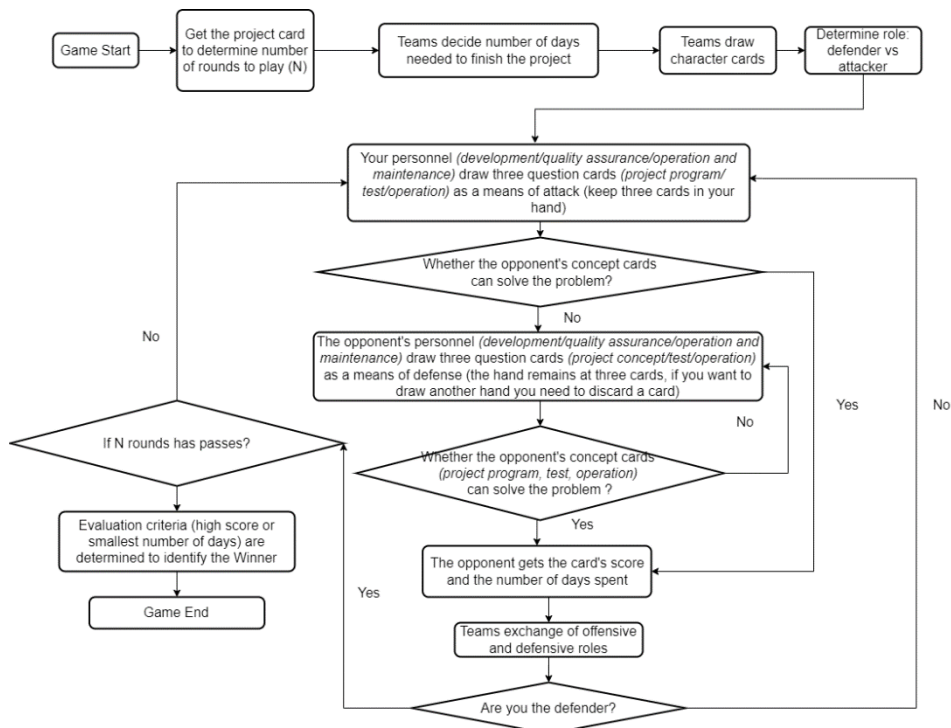 Game Start
Get the project card
to determine number
of rounds to play (N)
Teams decide number of days
needed to finish the project
Teams draw
character cards
Determine role:
defender vs
attacker
Your personnel (development/quality assurance/operation and
maintenance) draw three question cards (project program/
test/operation) as a means of attack (keep three cards in your
hand)
Whether the opponent's concept cards
can solve the problem?
No
No
The opponent's personnel (development/quality assurance/operation and
maintenance) draw three question cards (project concept/test/operation)
as a means of defense (the hand remains at three cards, if you want to
draw another hand you need to discard a card)
Yes
No
No
If N rounds has passes?
Whether the opponent's concept cards
(project program, test, operation)
can solve the problem ?
Yes
Evaluation criteria (high score or
smallest number of days) are
determined to identify the Winner
The opponent gets the card's score
and the number of days spent
Yes
Game End
Teams exchange of offensive
and defensive roles
Are you the defender?